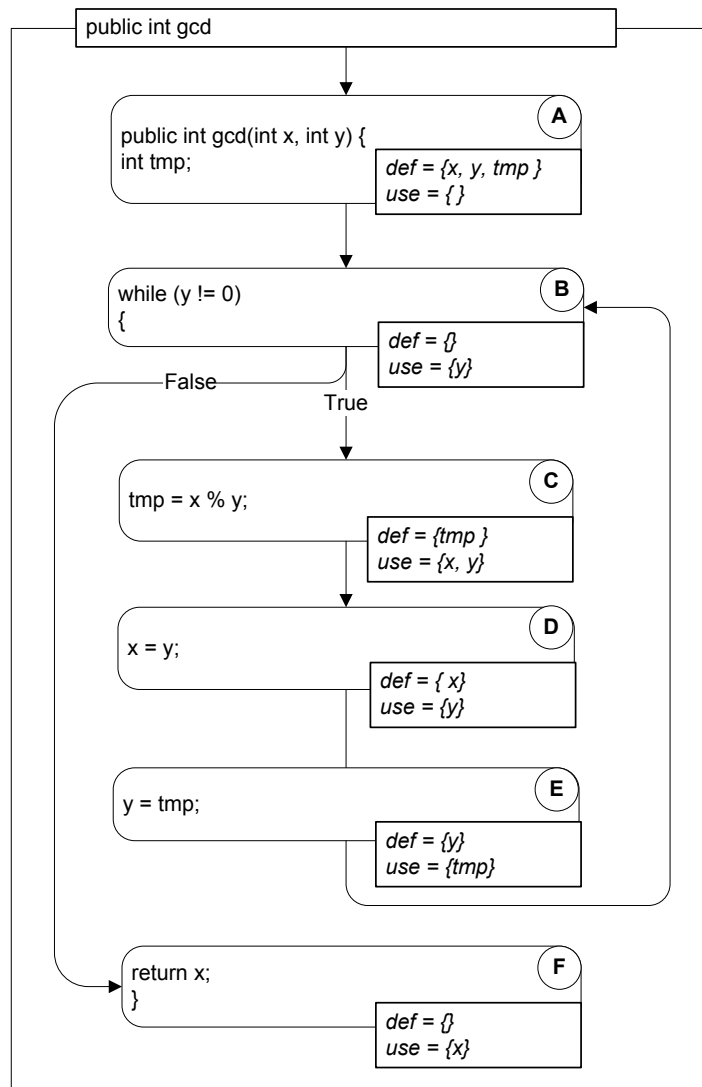 public int gcd
A
public int gcd(int x, int y) {
int tmp;
def = {x, y, tmp }
use = { }
B
while (y != 0)
{
def = {}
use = {y}
False
True
C
tmp = x % y;
def = {tmp }
use = {x, y}
D
x = y;
def = { x}
use = {y}
E
y = tmp;
def = {y}
use = {tmp}
F
return x;
}
def = {}
use = {x}